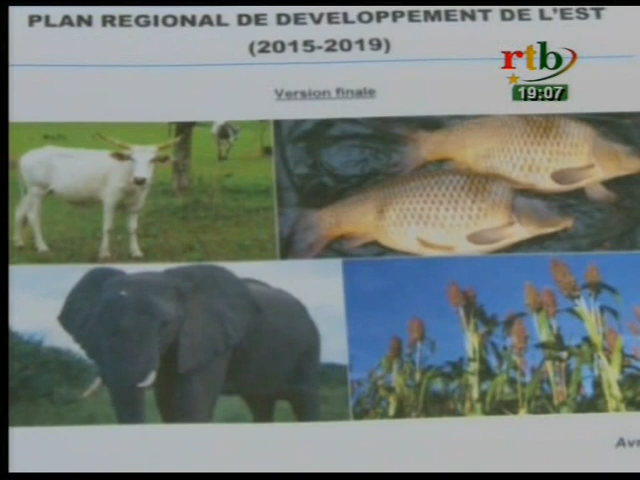 PLAN REGIONAL DE DEVELOPPEMENT DE L'EST
(2015-2019)
rtb
19:07
Version finale